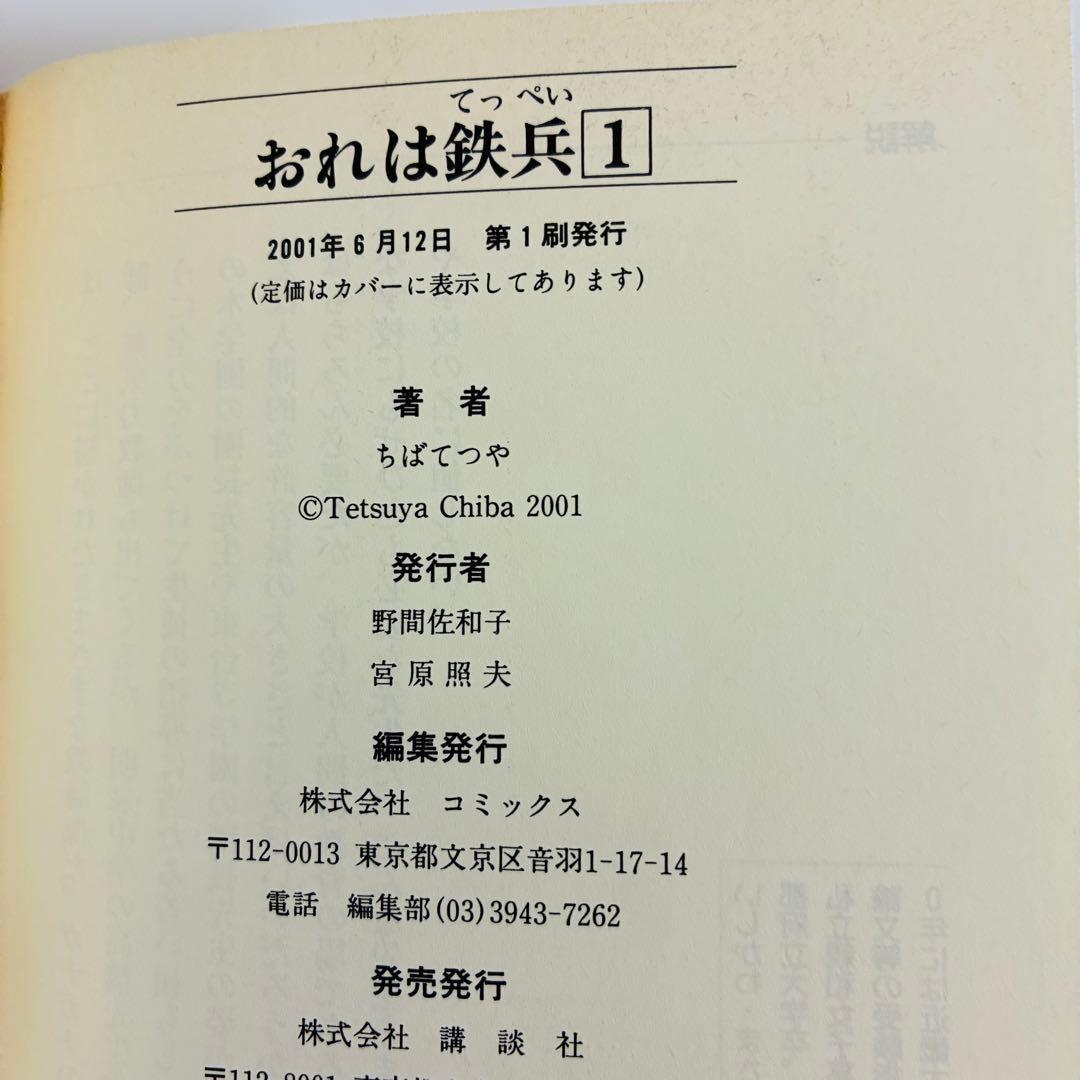 てっぺい
おれは鉄兵1
2001年6月12日 第1刷発行
(定価はカバーに表示してあります)
著 者
ちばてつや
©Tetsuya Chiba 2001
発行者
野間佐和子
宮原照夫
編集発行
株式会社 コミックス
〒112-0013 東京都文京区音羽1-17-14
電話 編集部(03)3943-7262
発売発行
株式会社 講談社